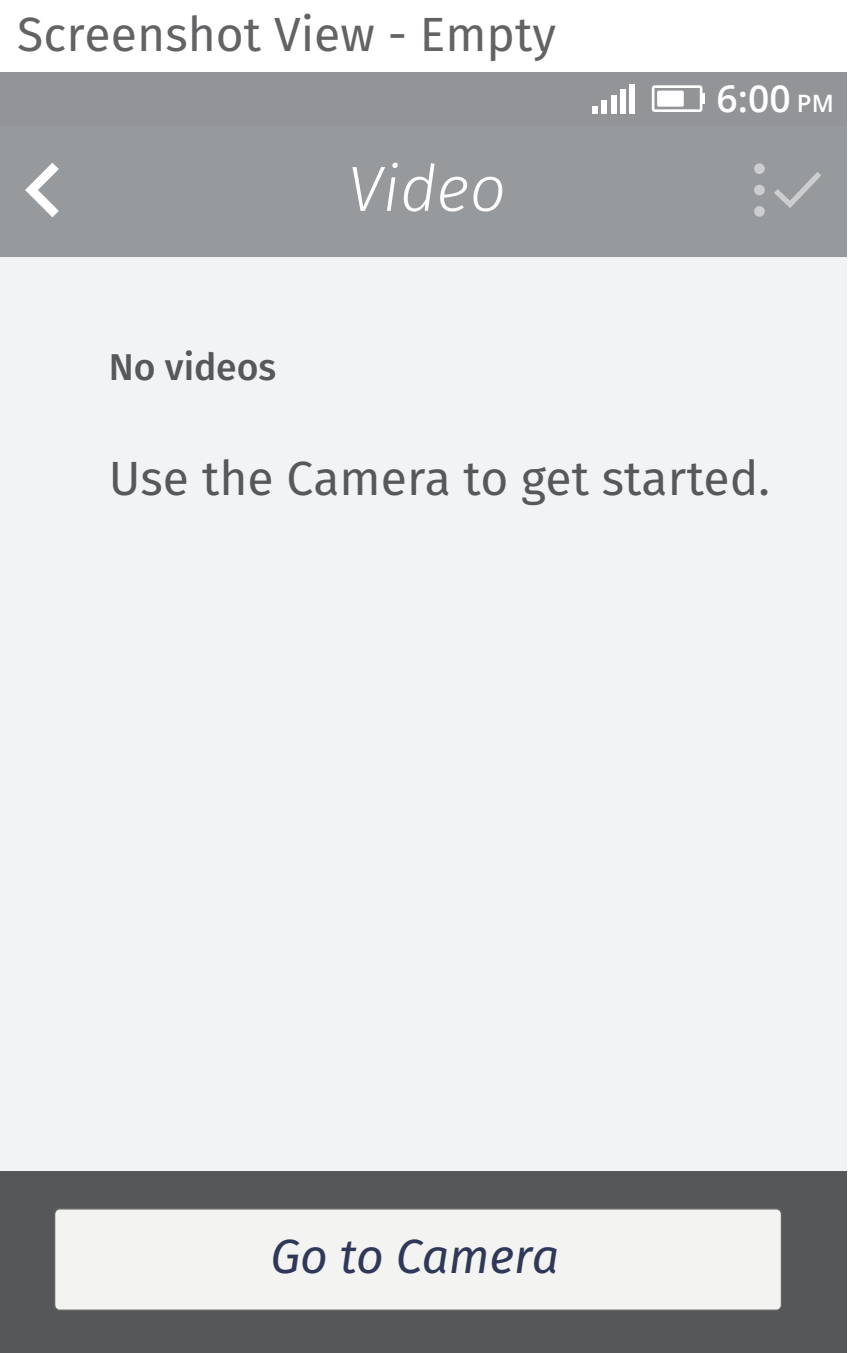 Screenshot View - Empty
6:00 PM
Video
No videos
Use the Camera to get started.
Go to Camera